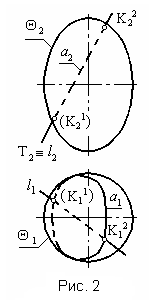 Θ₂
K₂²
a₂
(K₂¹)
T₂≡l₂
l₁
(K₁¹)
a₁
Θ₁
K₁²
Рис. 2